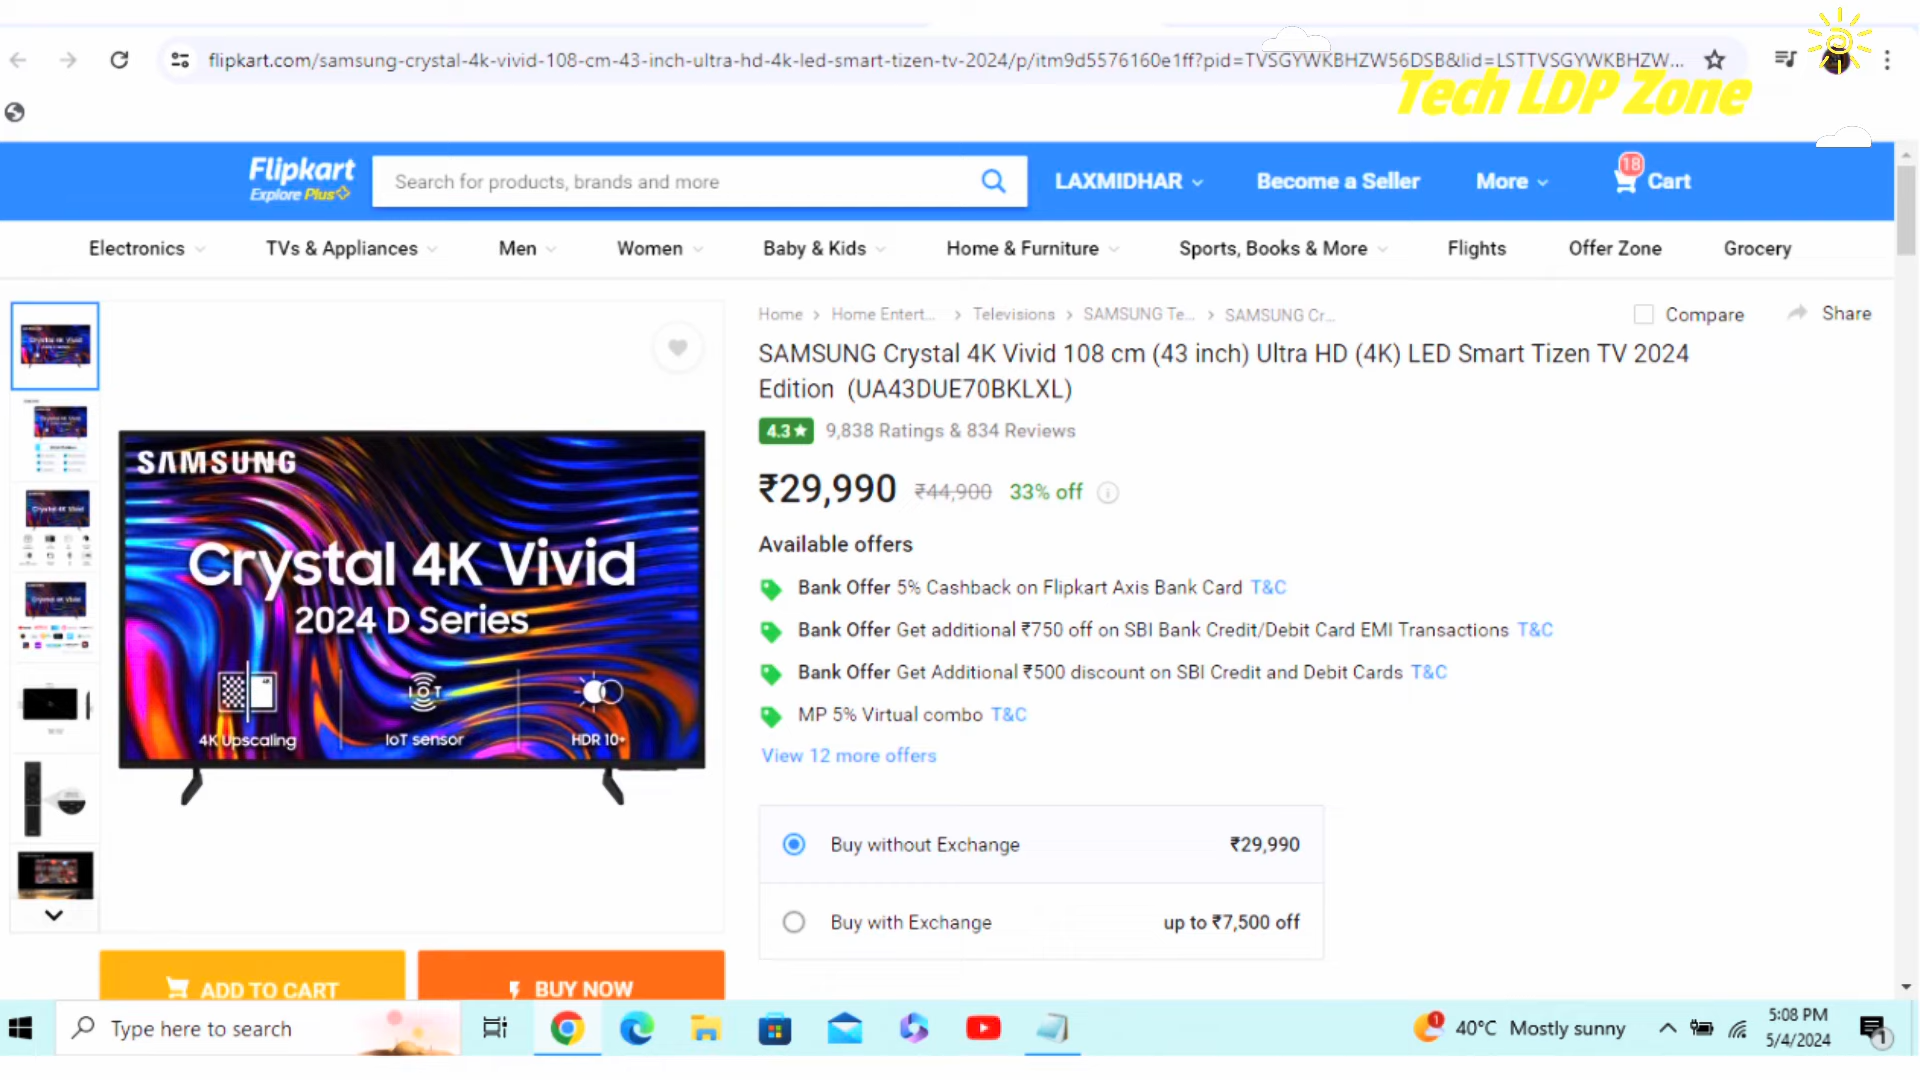 flipkart.com/samsung-crystal-4k-vivid-108-cm-43-inch-ultra-hd-4k-led-smart-tizen-tv-2024/p/itm9d5576160e1ff?pid=TVSGYWKBHZW56DSB&lid=LSTTVSGYWKBHZW...
Tech LDP Zone
Flipkart
Explore Plus
Search for products, brands and more
LAXMIDHAR
Become a Seller
More
18
Cart
Electronics
TVs & Appliances
Men
Women
Baby & Kids
Home & Furniture
Sports, Books & More
Flights
Offer Zone
Grocery
Home > Home Entert... > Televisions > SAMSUNG Te... > SAMSUNG Cr...
Compare
Share
SAMSUNG Crystal 4K Vivid 108 cm (43 inch) Ultra HD (4K) LED Smart Tizen TV 2024
Edition (UA43DUE70BKLXL)
4.3★ 9,838 Ratings & 834 Reviews
₹29,990 ₹44,900 33% off
Available offers
Bank Offer 5% Cashback on Flipkart Axis Bank Card T&C
Bank Offer Get additional ₹750 off on SBI Bank Credit/Debit Card EMI Transactions T&C
Bank Offer Get Additional ₹500 discount on SBI Credit and Debit Cards T&C
MP 5% Virtual combo T&C
View 12 more offers
Buy without Exchange ₹29,990
Buy with Exchange up to ₹7,500 off
SAMSUNG
Crystal 4K Vivid
2024 D Series
4K
IOT
4K Upscaling
IoT sensor
HDR 10+
ADD TO CART
BUY NOW
Type here to search
1
40°C Mostly sunny
5:08 PM
5/4/2024
1